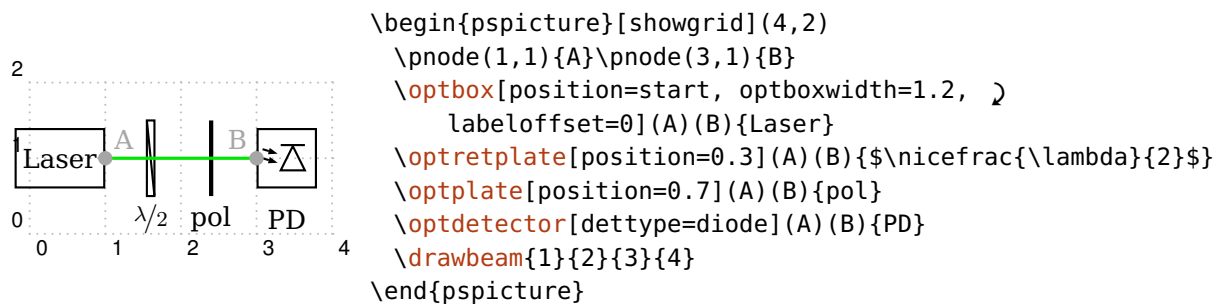 2
1
0
0 1 2 3 4
Laser A B
λ/2 pol PD
\begin{pspicture}[showgrid](4,2)
\pnode(1,1){A}\pnode(3,1){B}
\optbox[position=start, optboxwidth=1.2,
labeloffset=0](A)(B){Laser}
\optretplate[position=0.3](A)(B){$\nicefrac{\lambda}{2}$}
\optplate[position=0.7](A)(B){pol}
\optdetector[dettype=diode](A)(B){PD}
\drawbeam{1}{2}{3}{4}
\end{pspicture}